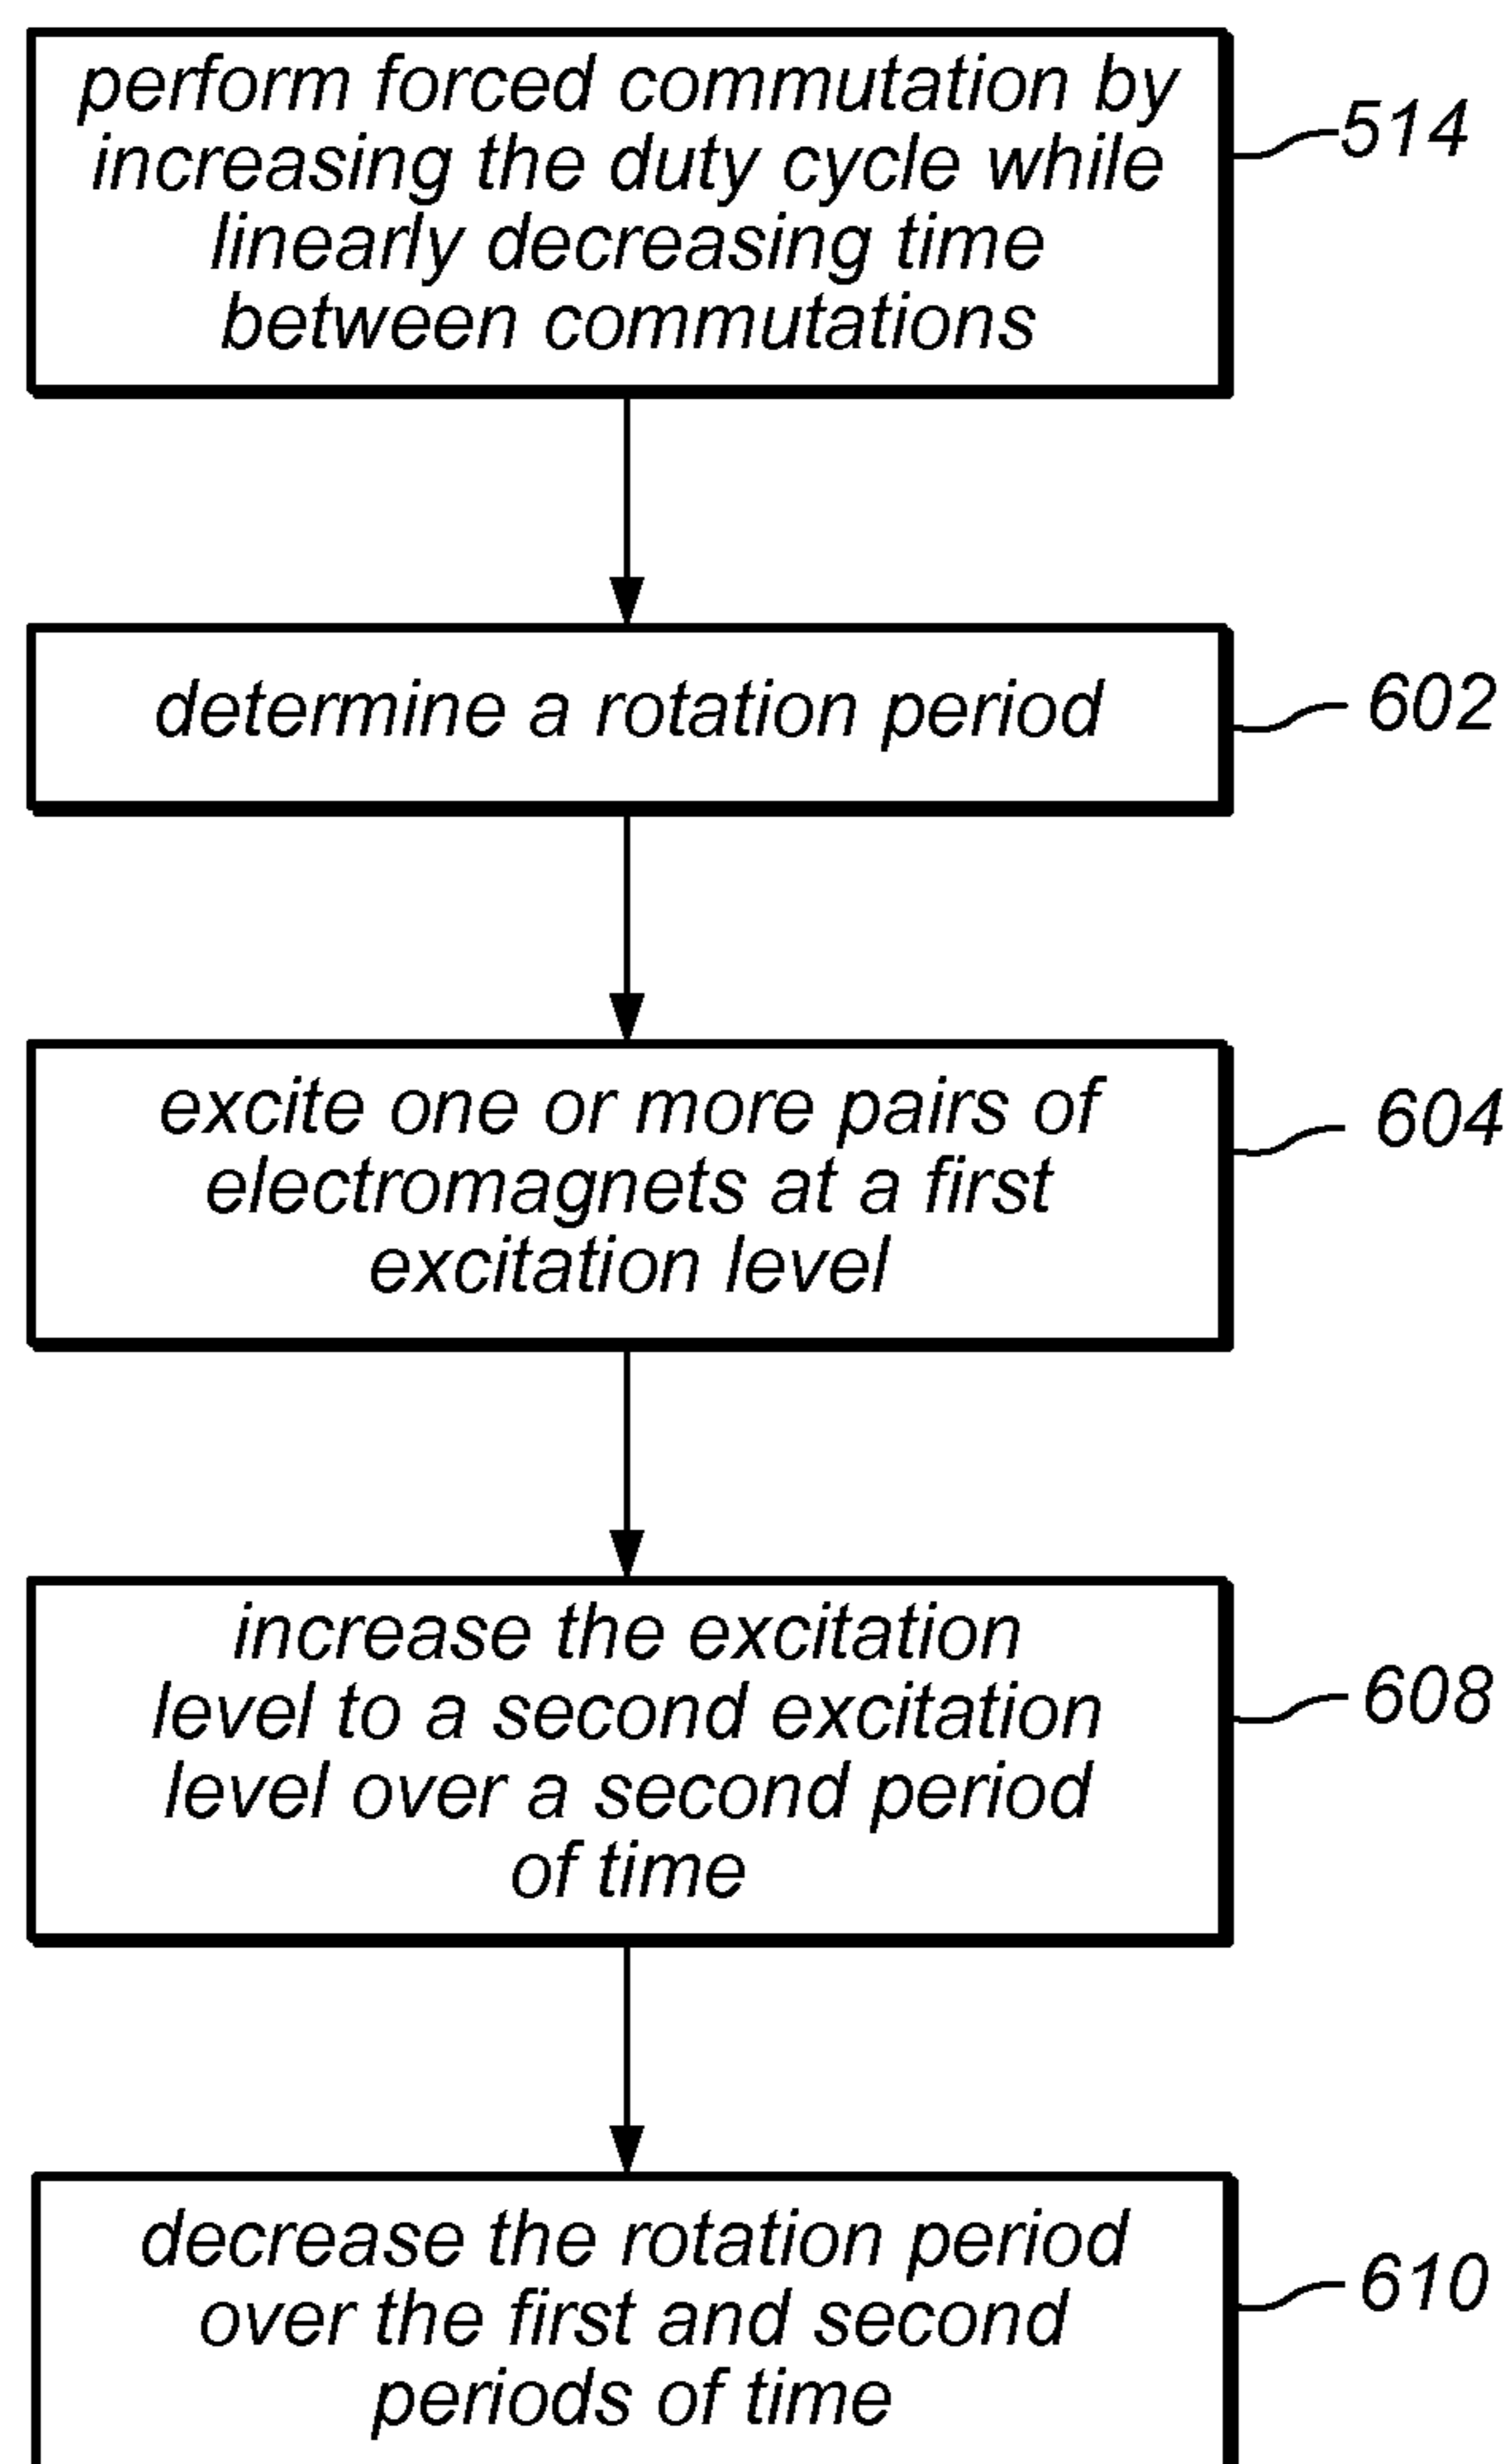 perform forced commutation by
increasing the duty cycle while
linearly decreasing time
between commutations
514
determine a rotation period
602
excite one or more pairs of
electromagnets at a first
excitation level
604
increase the excitation
level to a second excitation
level over a second period
of time
608
decrease the rotation period
over the first and second
periods of time
610